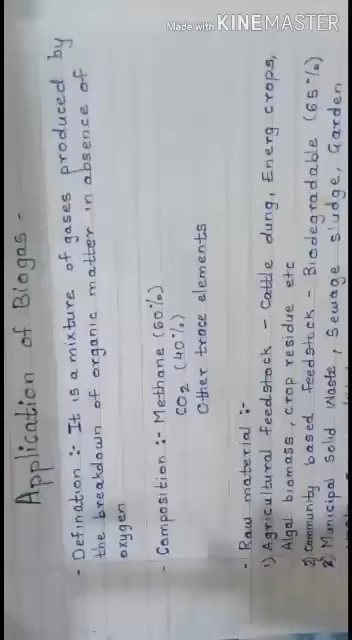 Made with KINEMASTER
Application of Biogas -
- Defination :- It is a mixture of gases produced by
the breakdown of organic matter in absence of
oxygen
- Composition :- Methane (60%)
CO2 (40%)
Other trace elements
- Raw material :-
1) Agricultural feedstock - Cattle dung, Energ crops,
Algal biomass, crop residue etc
2) Community based feedstock - Biodegradable (65%)
3) Municipal Solid Waste, Sewage sludge, Garden